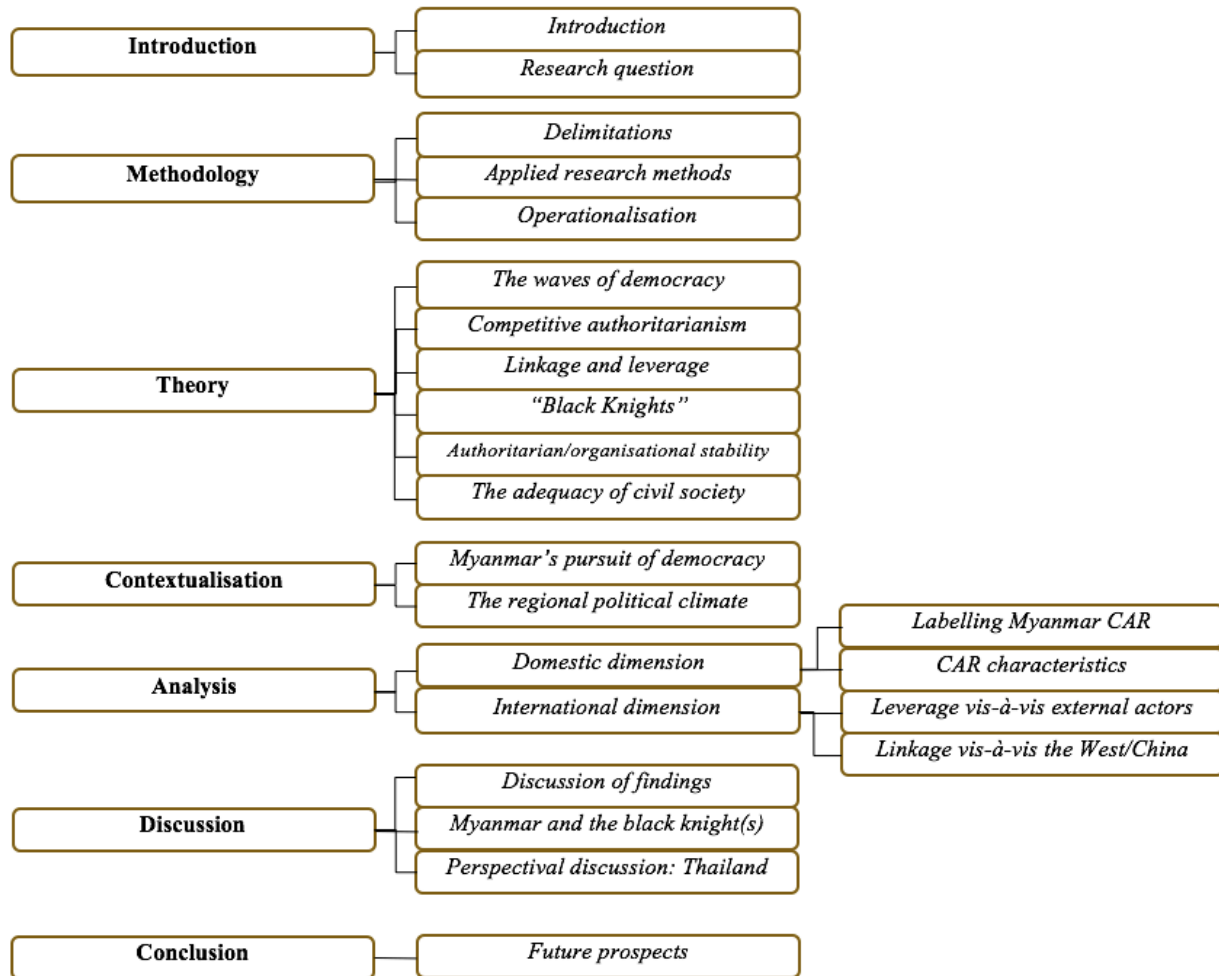 Introduction
Introduction
Research question
Methodology
Delimitations
Applied research methods
Operationalisation
Theory
The waves of democracy
Competitive authoritarianism
Linkage and leverage
“Black Knights”
Authoritarian/organisational stability
The adequacy of civil society
Contextualisation
Myanmar’s pursuit of democracy
The regional political climate
Analysis
Domestic dimension
Labelling Myanmar CAR
CAR characteristics
International dimension
Leverage vis-à-vis external actors
Linkage vis-à-vis the West/China
Discussion
Discussion of findings
Myanmar and the black knight(s)
Perspectival discussion: Thailand
Conclusion
Future prospects